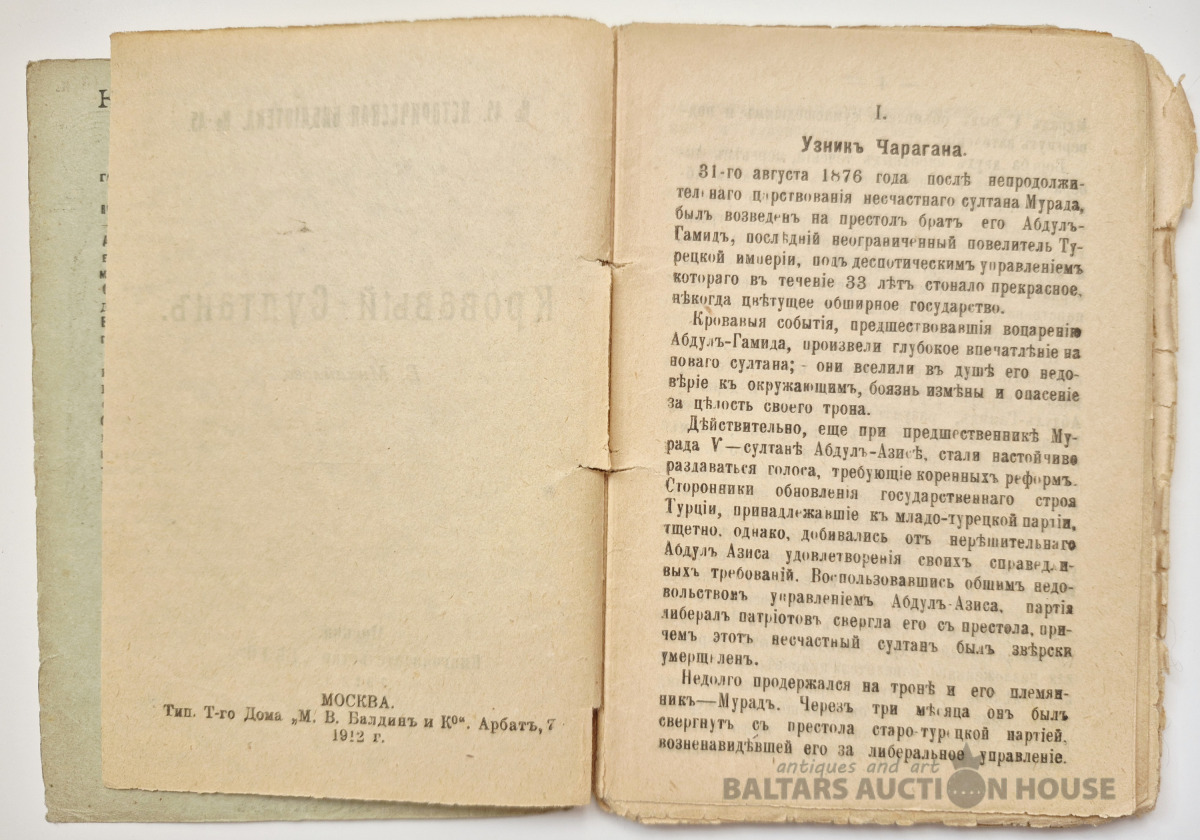 МОСКВА.
Тип. Т-го Дома „М. В. Балдинъ и Ко“. Арбатъ, 7
1912 г.
I.
Узникъ Чарагана.
31-го августа 1876 года послѣ непродолжи-
тельнаго царствованія несчастнаго султана Мурада,
былъ возведенъ на престолъ братъ его Абдулъ-
Гамидъ, послѣдній неограниченный повелитель Ту-
рецкой имперіи, подъ деспотическимъ управленіемъ
котораго въ теченіе 33 лѣтъ стонало прекрасное,
нѣкогда цвѣтущее обширное государство.
Кровавыя событія, предшествовавшія воцаренію
Абдулъ-Гамида, произвели глубокое впечатлѣніе на
новаго султана; - они вселили въ душѣ его недо-
вѣріе къ окружающимъ, боязнь измѣны и опасеніе
за цѣлость своего трона.
Дѣйствительно, еще при предшественникѣ Му-
рада V—султанѣ Абдулъ-Азисѣ, стали настойчиво
раздаваться голоса, требующіе коренныхъ реформъ.
Сторонники обновленія государственнаго строя
Турціи, принадлежавшіе къ младо-турецкой партіи,
тщетно, однако, добивались отъ нерѣшительнаго
Абдулъ Азиса удовлетворенія своихъ справедли-
выхъ требованій. Воспользовавшись общимъ недо-
вольствомъ управленіемъ Абдулъ-Азиса, партія
либералъ патріотовъ свергла его съ престола, при-
чемъ этотъ несчастный султанъ былъ звѣрски
умерщвленъ.
Недолго продержался на тронѣ и его племян-
никъ—Мурадъ. Черезъ три мѣсяца онъ былъ
свергнутъ съ престола старо-турецкой партіей,
возненавидѣвшей его за либеральное управленіе.
antiques and art
BALTARS AUCTION HOUSE